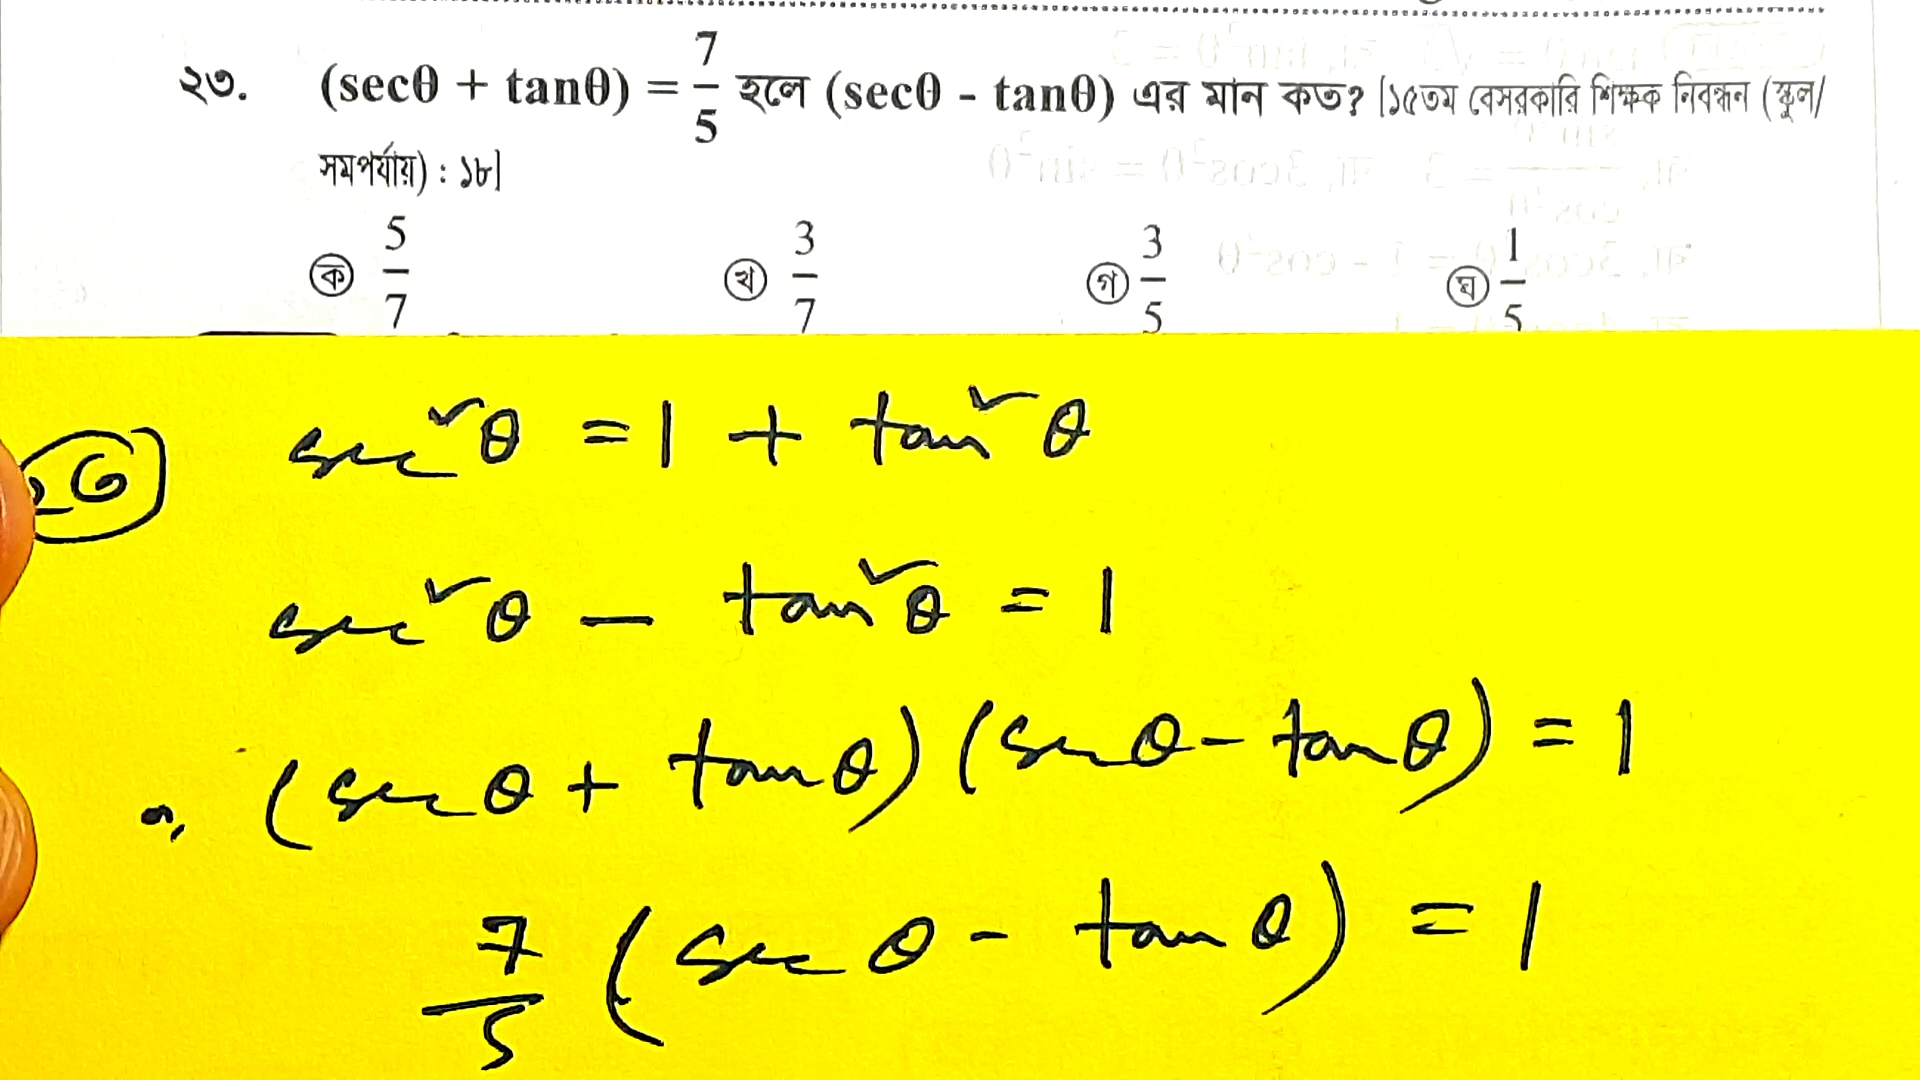 ২৩. (secθ + tanθ) = 7/5 হলে (secθ - tanθ) এর মান কত? [১৫তম বেসরকারি শিক্ষক নিবন্ধন (স্কুল/
সমপর্যায়) : ১৮]
ক 5/7 খ 3/7 গ 3/5 ঘ 1/5
২৩ sec²θ = 1 + tan²θ
sec²θ - tan²θ = 1
বা, (secθ + tanθ) (secθ - tanθ) = 1
7/5 (secθ - tanθ) = 1